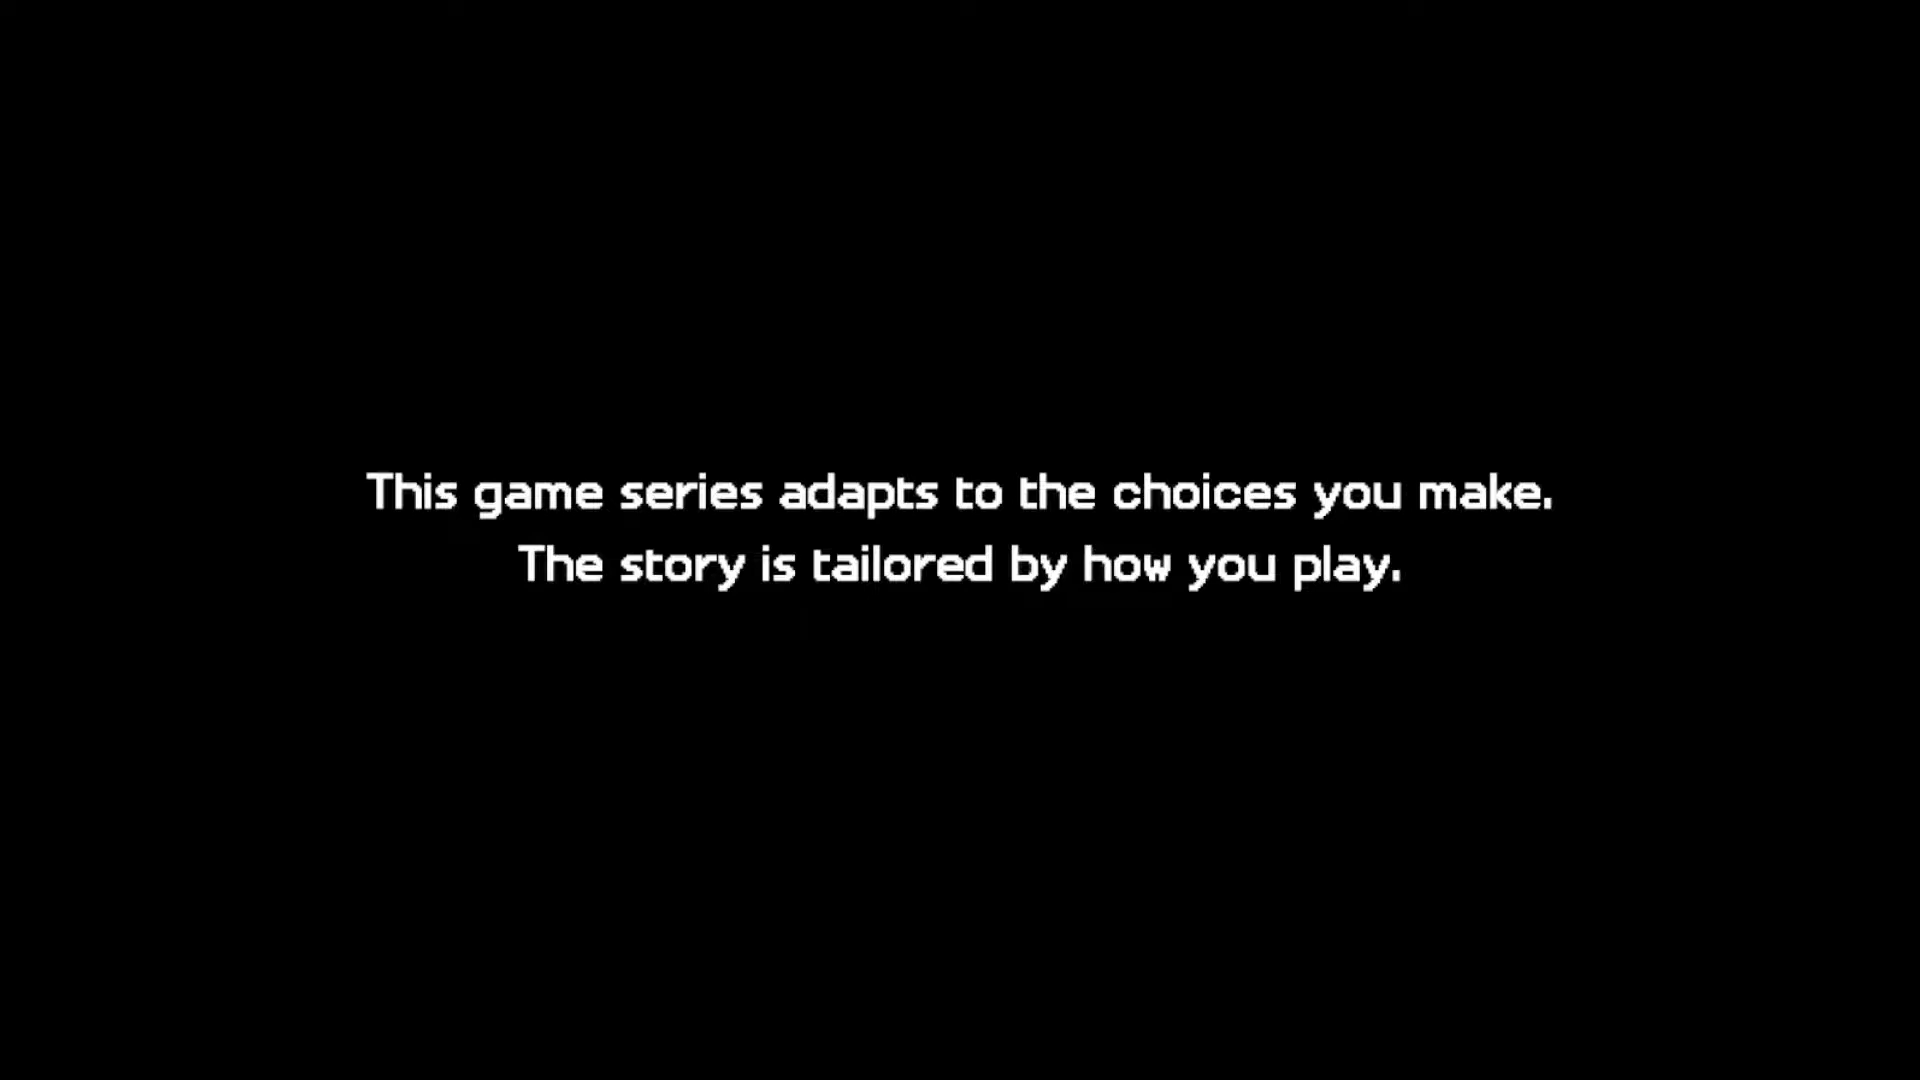 This game series adapts to the choices you make.
The story is tailored by how you play.